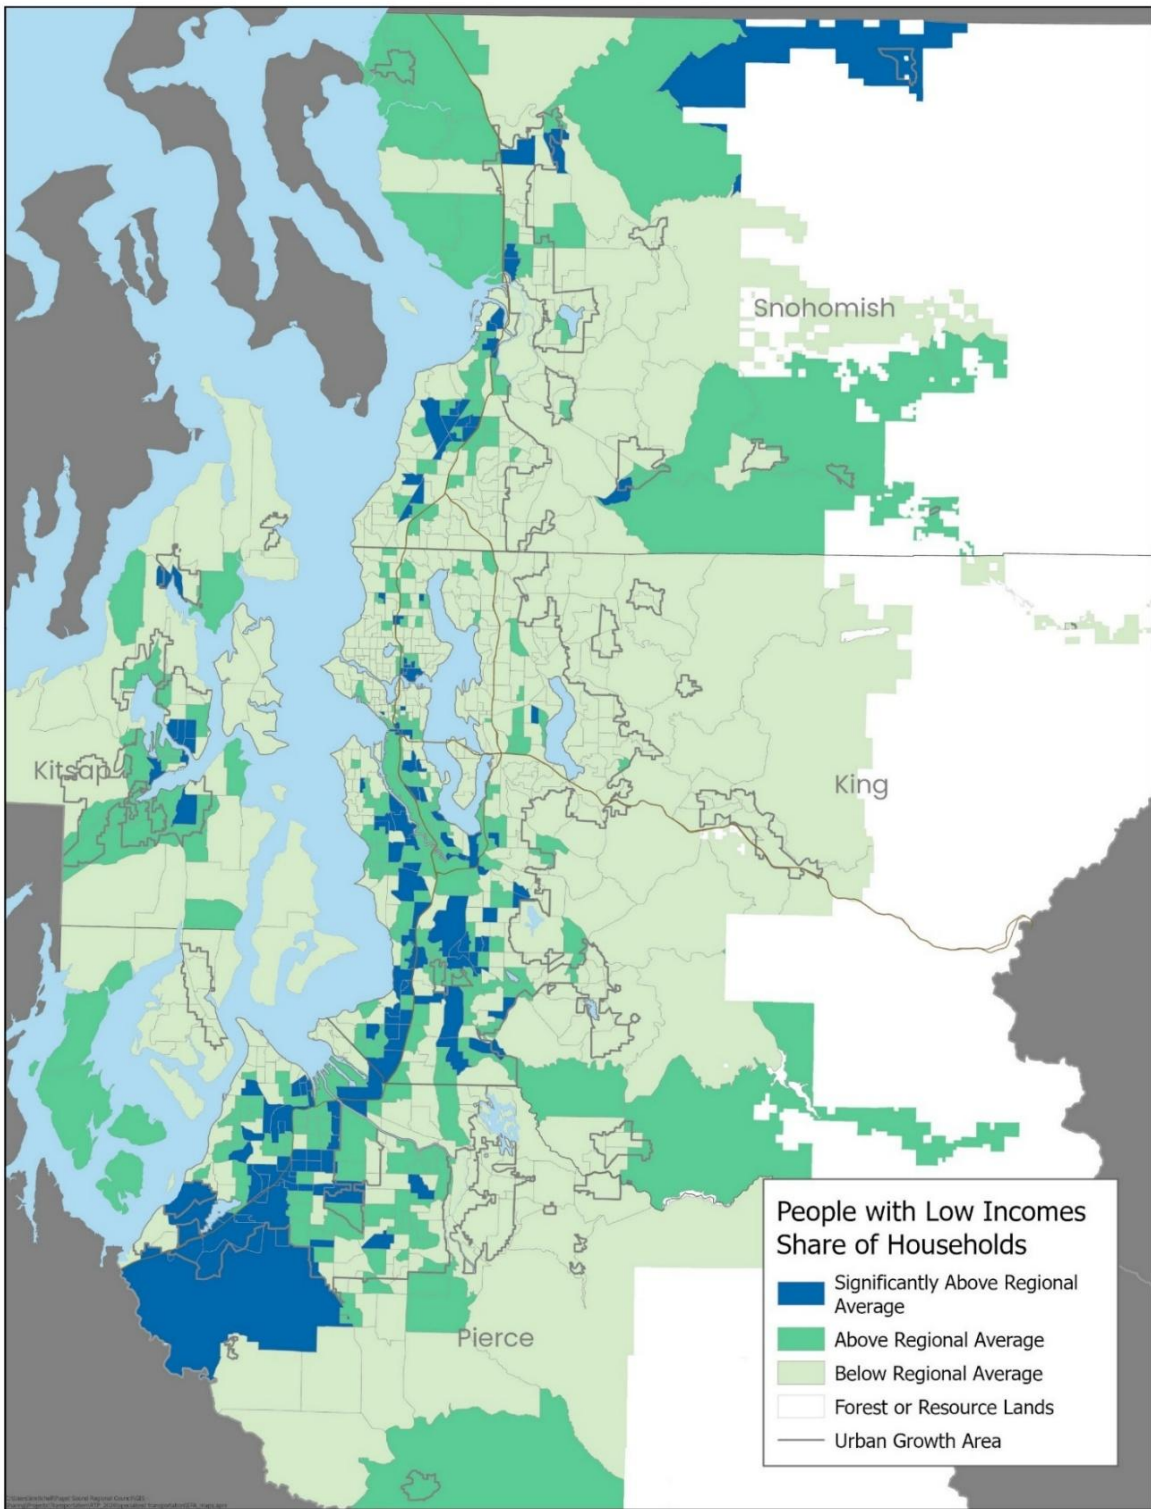 Snohomish
Kitsap
King
Pierce
People with Low Incomes
Share of Households
Significantly Above Regional
Average
Above Regional Average
Below Regional Average
Forest or Resource Lands
Urban Growth Area